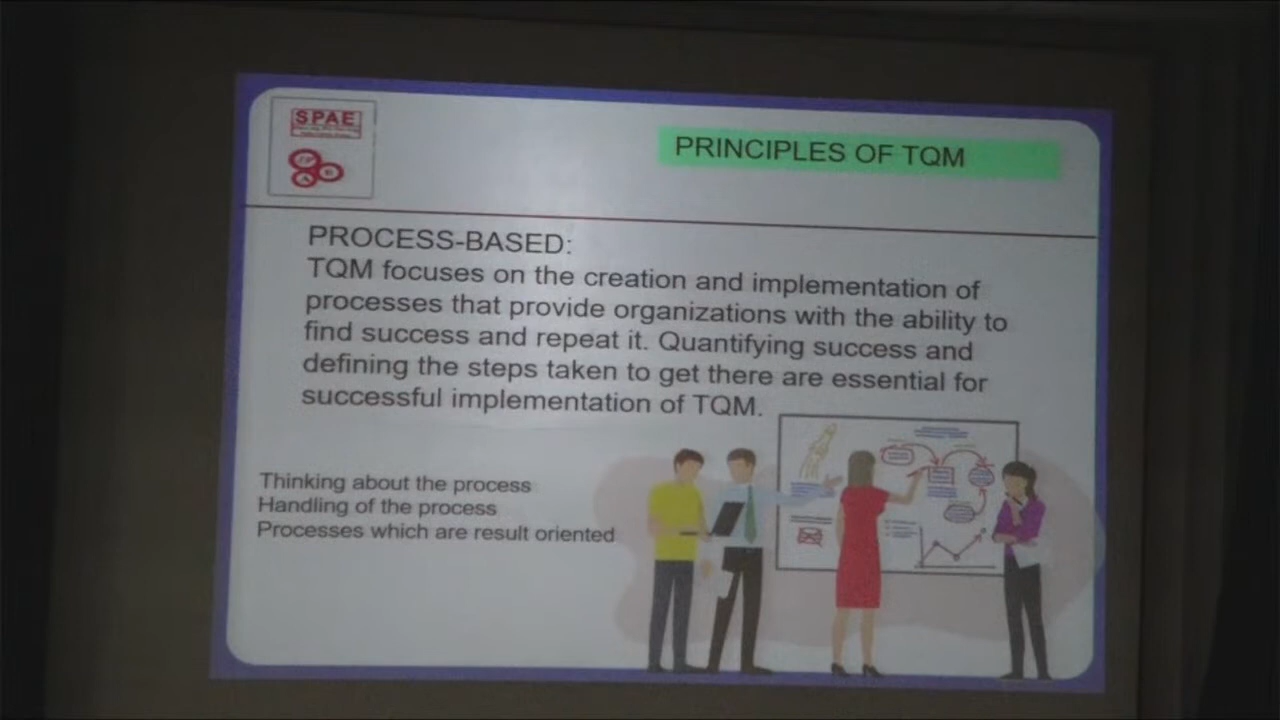 SPAE
PRINCIPLES OF TQM
PROCESS-BASED:
TQM focuses on the creation and implementation of
processes that provide organizations with the ability to
find success and repeat it. Quantifying success and
defining the steps taken to get there are essential for
successful implementation of TQM.
Thinking about the process
Handling of the process
Processes which are result oriented